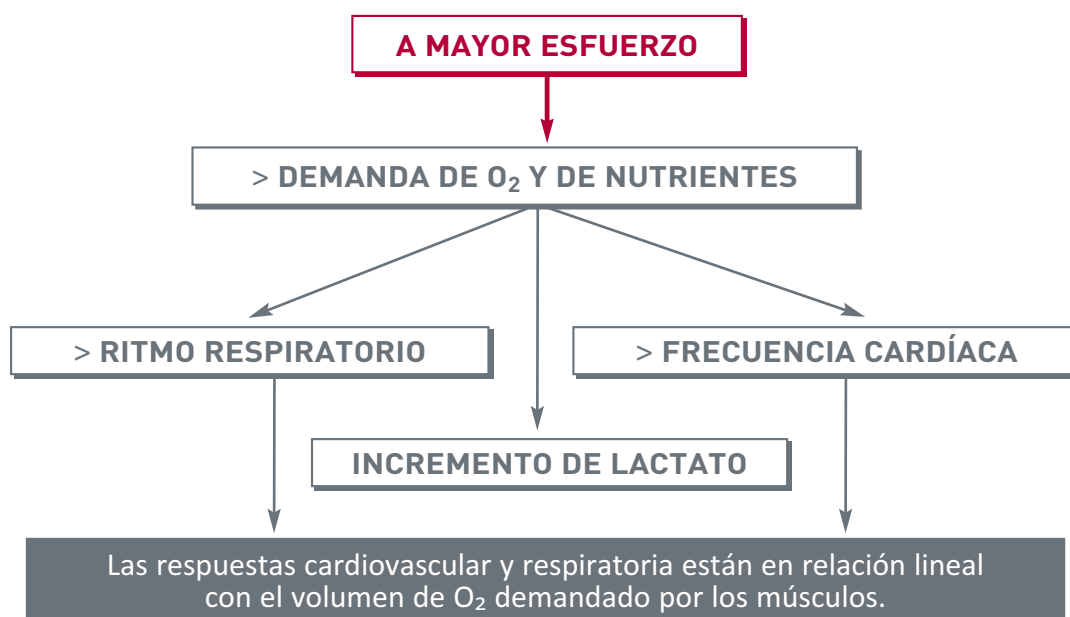 A MAYOR ESFUERZO
> DEMANDA DE O₂ Y DE NUTRIENTES
> RITMO RESPIRATORIO
> FRECUENCIA CARDÍACA
INCREMENTO DE LACTATO
Las respuestas cardiovascular y respiratoria están en relación lineal
con el volumen de O₂ demandado por los músculos.